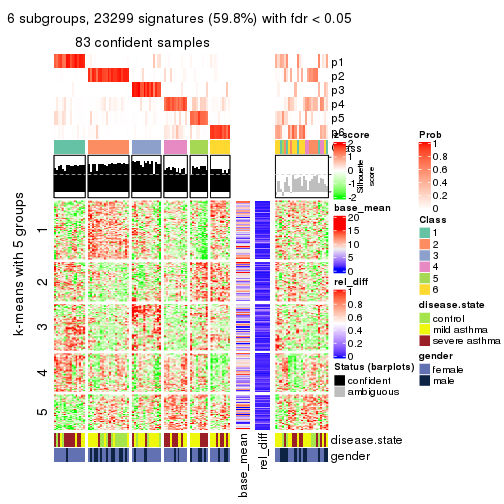 6 subgroups, 23299 signatures (59.8%) with fdr < 0.05
83 confident samples
p1
p2
p3
p4
p5
p6
Class
Silhouette
score
k-means with 5 groups
1
2
3
4
5
base_mean
rel_diff
disease.state
gender
z-score
2
1
0
-1
-2
base_mean
20
15
10
5
0
rel_diff
1
0.8
0.6
0.4
0.2
0
Status (barplots)
confident
ambiguous
Prob
1
0.8
0.6
0.4
0.2
0
Class
1
2
3
4
5
6
disease.state
control
mild asthma
severe asthma
gender
female
male